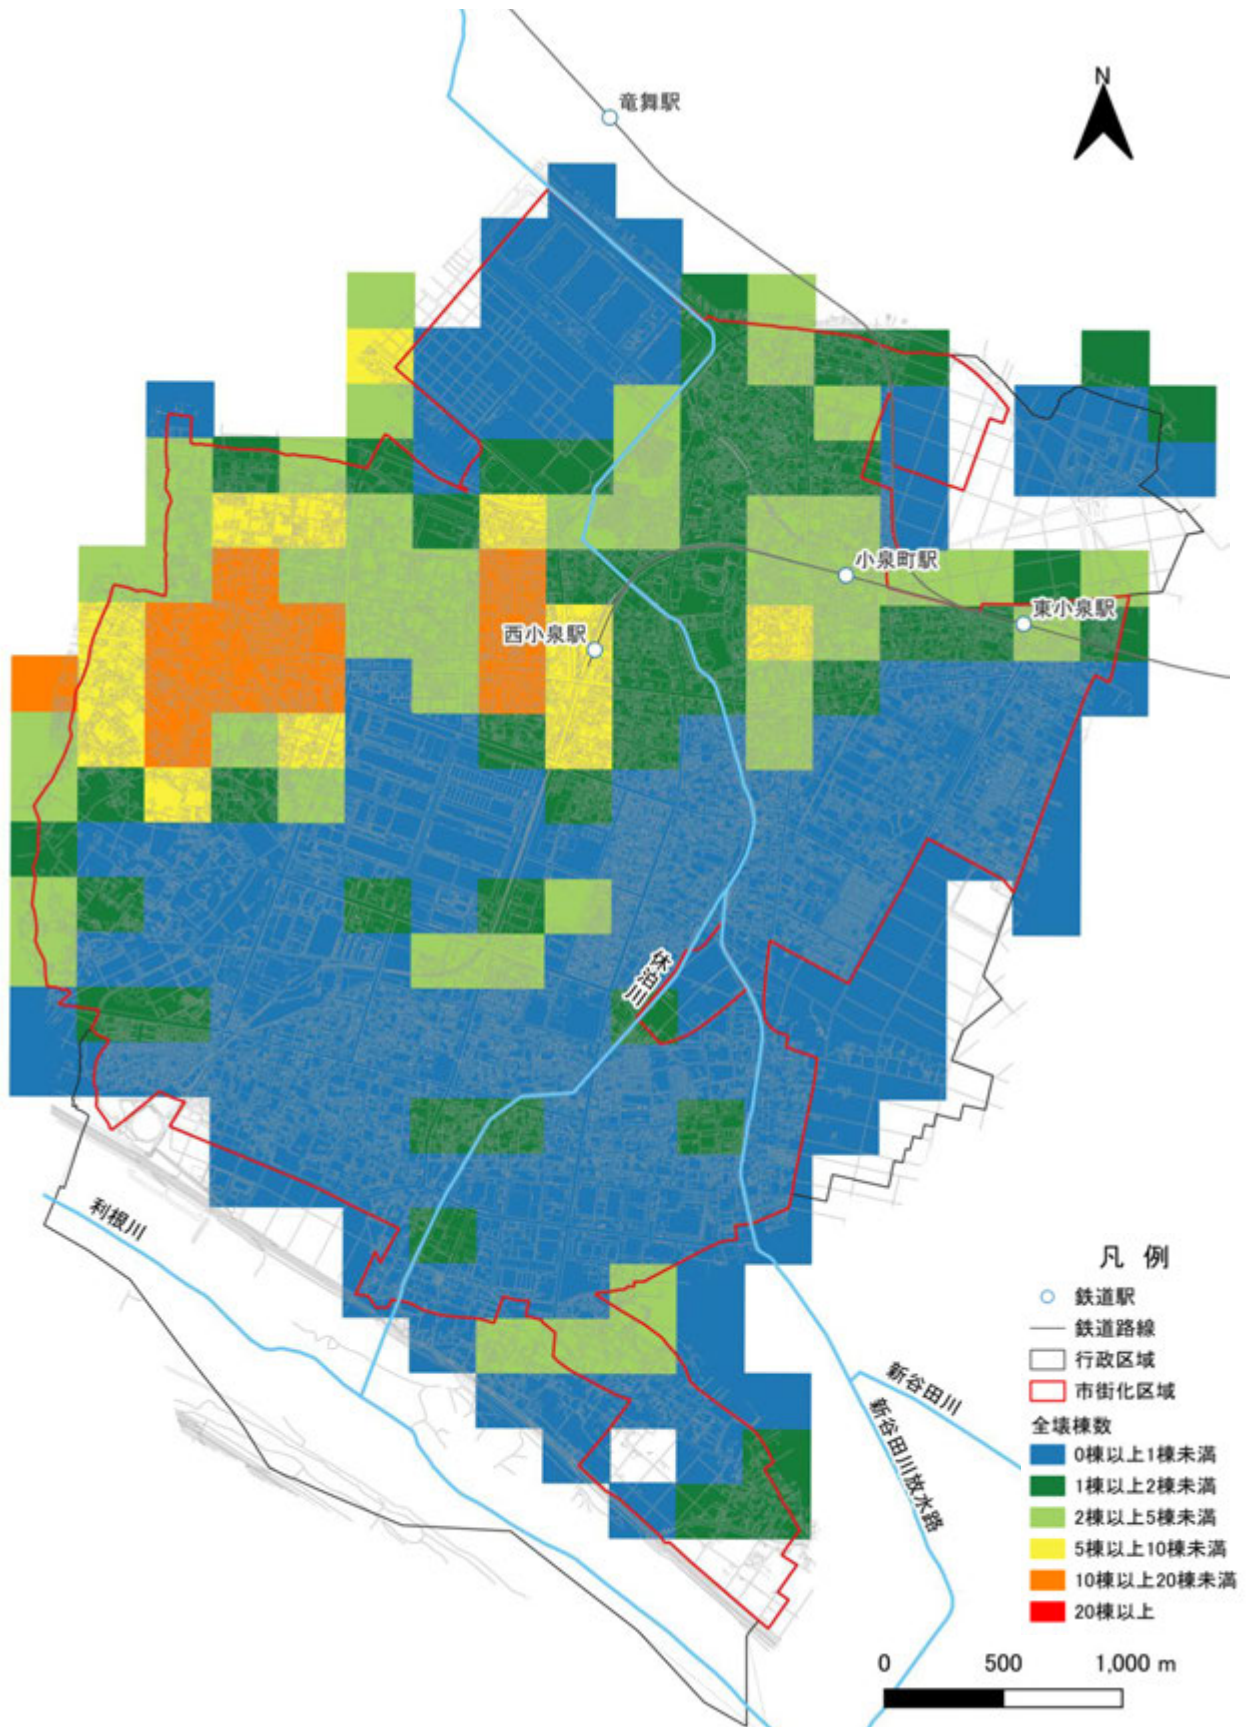 N
竜舞駅
小泉町駅
東小泉駅
西小泉駅
休泊川
利根川
新谷田川
新谷田川放水路
凡 例
鉄道駅
鉄道路線
行政区域
市街化区域
全壊棟数
0棟以上1棟未満
1棟以上2棟未満
2棟以上5棟未満
5棟以上10棟未満
10棟以上20棟未満
20棟以上
0 500 1,000 m